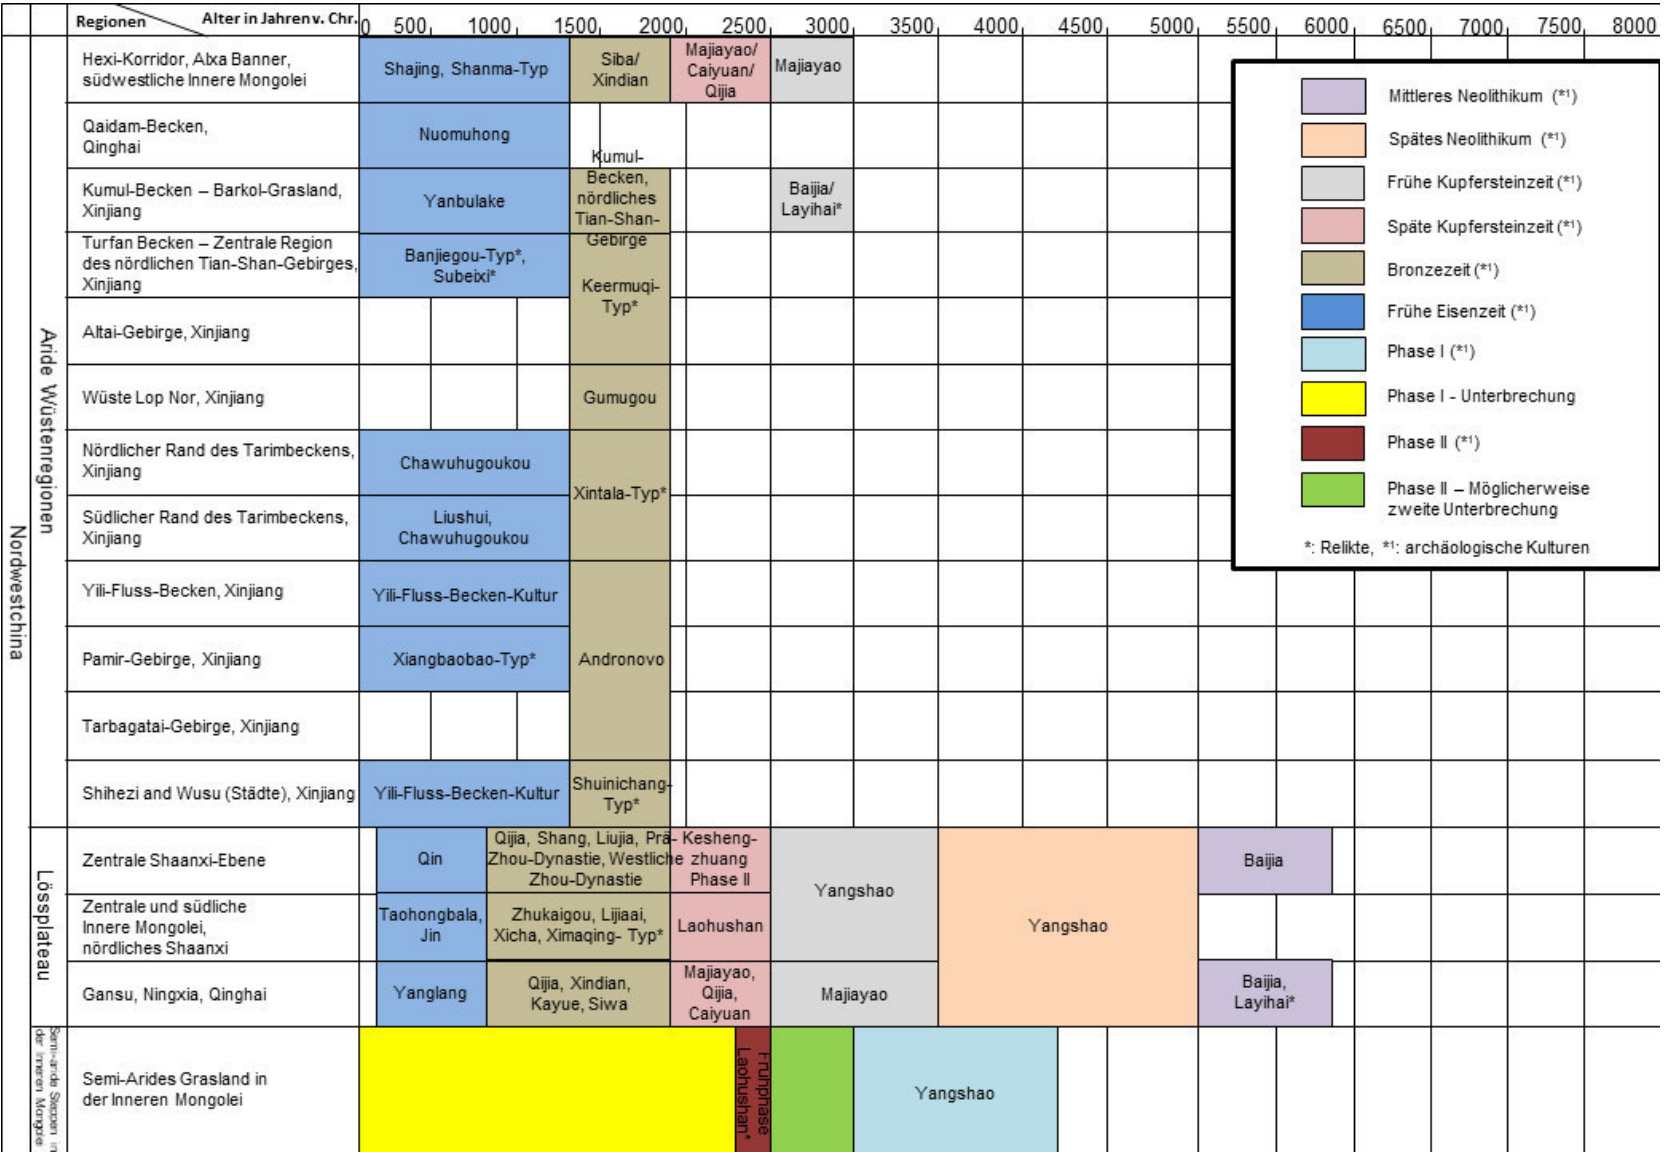 Regionen
Alter in Jahren v. Chr.
0 500 1000 1500 2000 2500 3000 3500 4000 4500 5000 5500 6000 6500 7000 7500 8000
Nordwestchina
Aride Wüstenregionen
Hexi-Korridor, Alxa Banner,
südwestliche Innere Mongolei
Shajing, Shanma-Typ
Siba/
Xindian
Majiayao/
Caiyuan/
Qijia
Majiayao
Qaidam-Becken,
Qinghai
Nuomuhong
Kumul-Becken – Barkol-Grasland,
Xinjiang
Yanbulake
Kumul-
Becken,
nördliches
Tian-Shan-
Gebirge
Baijia/
Layihai*
Turfan Becken – Zentrale Region
des nördlichen Tian-Shan-Gebirges,
Xinjiang
Banjiegou-Typ*,
Subeixi*
Keermuqi-
Typ*
Altai-Gebirge, Xinjiang
Wüste Lop Nor, Xinjiang
Gumugou
Nördlicher Rand des Tarimbeckens,
Xinjiang
Chawuhugoukou
Xintala-Typ*
Südlicher Rand des Tarimbeckens,
Xinjiang
Liushui,
Chawuhugoukou
Yili-Fluss-Becken, Xinjiang
Yili-Fluss-Becken-Kultur
Pamir-Gebirge, Xinjiang
Xiangbaobao-Typ*
Andronovo
Tarbagatai-Gebirge, Xinjiang
Shihezi and Wusu (Städte), Xinjiang
Yili-Fluss-Becken-Kultur
Shuinichang-
Typ*
Lössplateau
Zentrale Shaanxi-Ebene
Qin
Qijia, Shang, Liujia, Prä-
Zhou-Dynastie, Westliche
Zhou-Dynastie
Kesheng-
zhuang
Phase II
Yangshao
Yangshao
Baijia
Zentrale und südliche
Innere Mongolei,
nördliches Shaanxi
Taohongbala,
Jin
Zhukaigou, Lijiaai,
Xicha, Ximaqing- Typ*
Laohushan
Gansu, Ningxia, Qinghai
Yanglang
Qijia, Xindian,
Kayue, Siwa
Majiayao,
Qijia,
Caiyuan
Majiayao
Baijia,
Layihai*
Semi-aride Steppen in
der Inneren Mongolei
Semi-Arides Grasland in
der Inneren Mongolei
Frühphase
Laohushan*
Yangshao
Mittleres Neolithikum (*¹)
Spätes Neolithikum (*¹)
Frühe Kupfersteinzeit (*¹)
Späte Kupfersteinzeit (*¹)
Bronzezeit (*¹)
Frühe Eisenzeit (*¹)
Phase I (*¹)
Phase I - Unterbrechung
Phase II (*¹)
Phase II – Möglicherweise
zweite Unterbrechung
*: Relikte, *¹: archäologische Kulturen